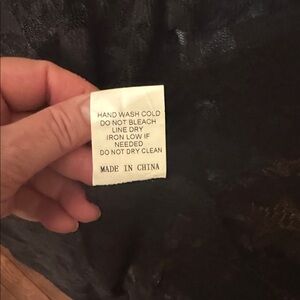 HAND WASH COLD
DO NOT BLEACH
LINE DRY
IRON LOW IF
NEEDED
DO NOT DRY CLEAN
MADE IN CHINA